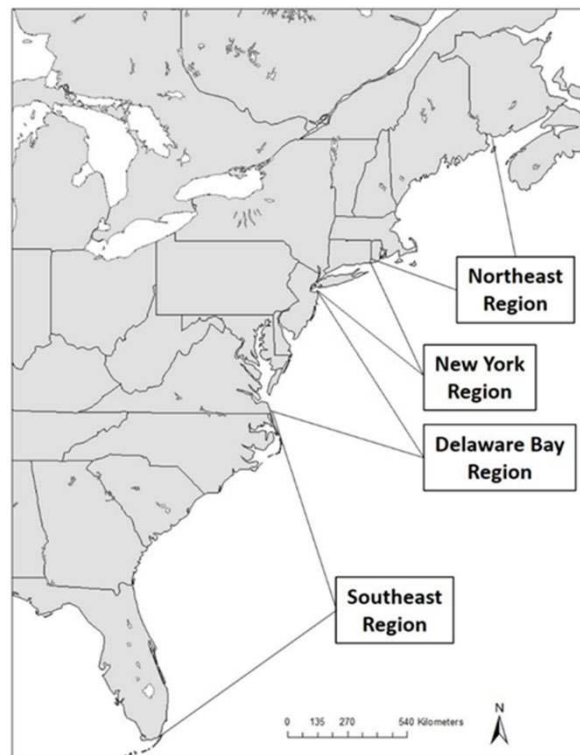 Northeast
Region
New York
Region
Delaware Bay
Region
Southeast
Region
N
0 135 270 540 Kilometers